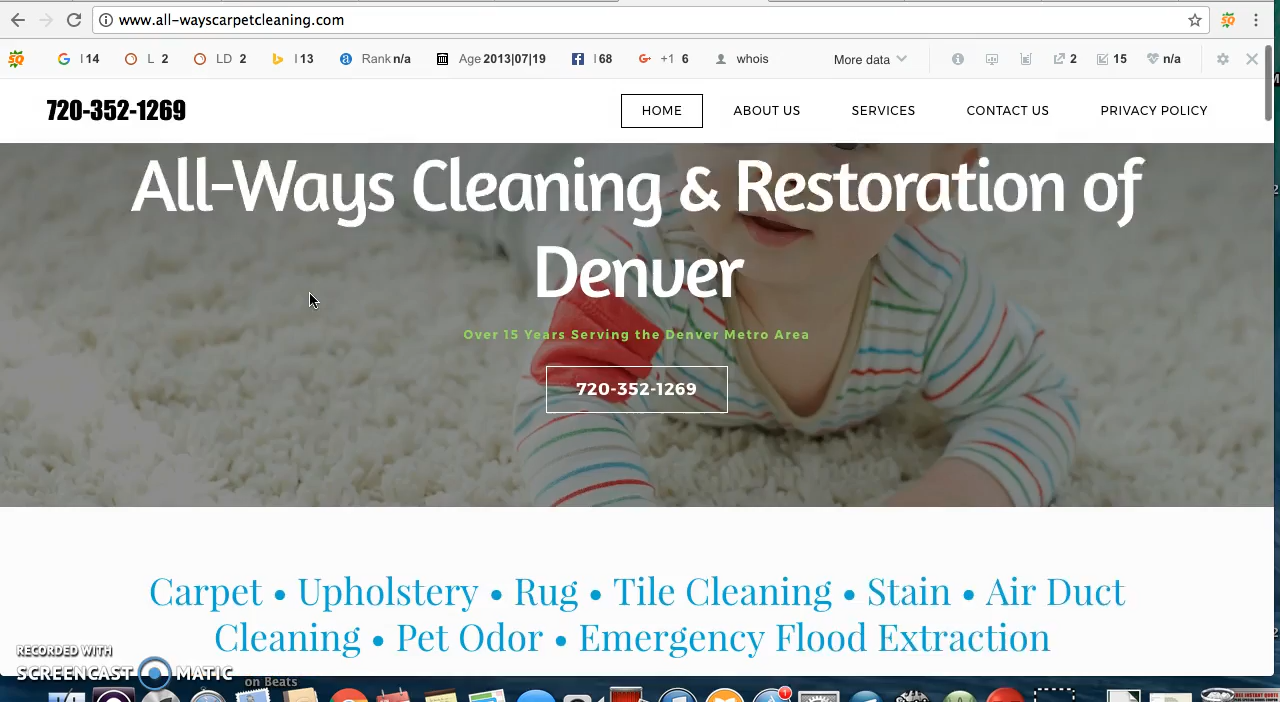 www.all-wayscarpetcleaning.com
SQ
SQ I 14 L 2 LD 2 I 13 Rank n/a Age 2013|07|19 I 68 +1 6 whois More data 2 15 n/a
720-352-1269 HOME ABOUT US SERVICES CONTACT US PRIVACY POLICY
All-Ways Cleaning & Restoration of
Denver
Over 15 Years Serving the Denver Metro Area
720-352-1269
Carpet • Upholstery • Rug • Tile Cleaning • Stain • Air Duct
Cleaning • Pet Odor • Emergency Flood Extraction
RECORDED WITH
SCREENCAST MATIC
on Beats
1